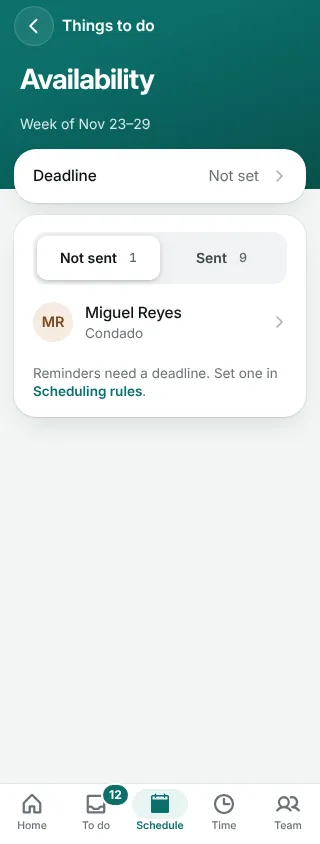 Things to do
Availability
Week of Nov 23–29
Deadline Not set
Not sent 1 Sent 9
MR Miguel Reyes
Condado
Reminders need a deadline. Set one in
Scheduling rules.
12
Home To do Schedule Time Team